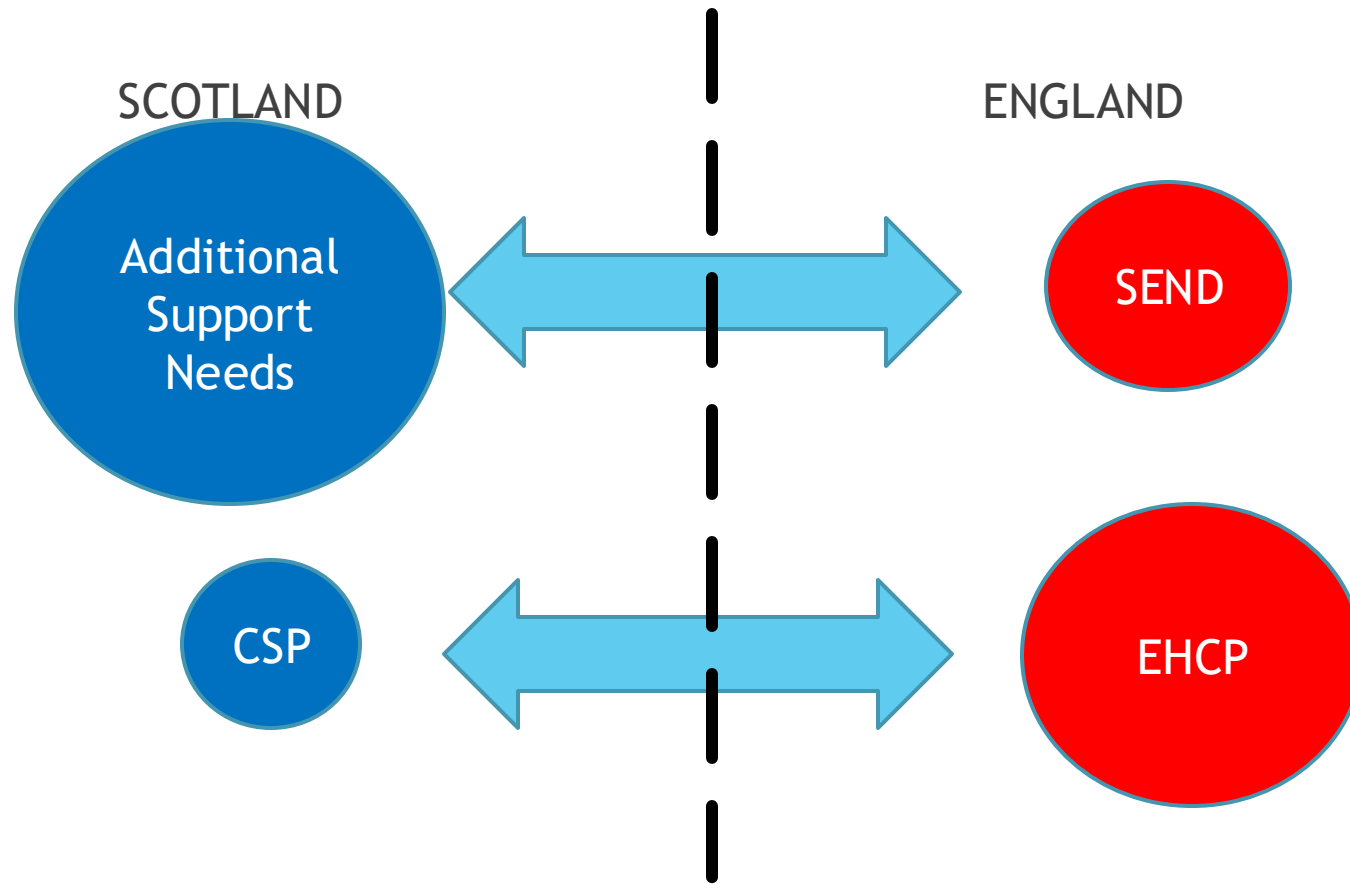 SCOTLAND
ENGLAND
Additional
Support
Needs
SEND
CSP
EHCP